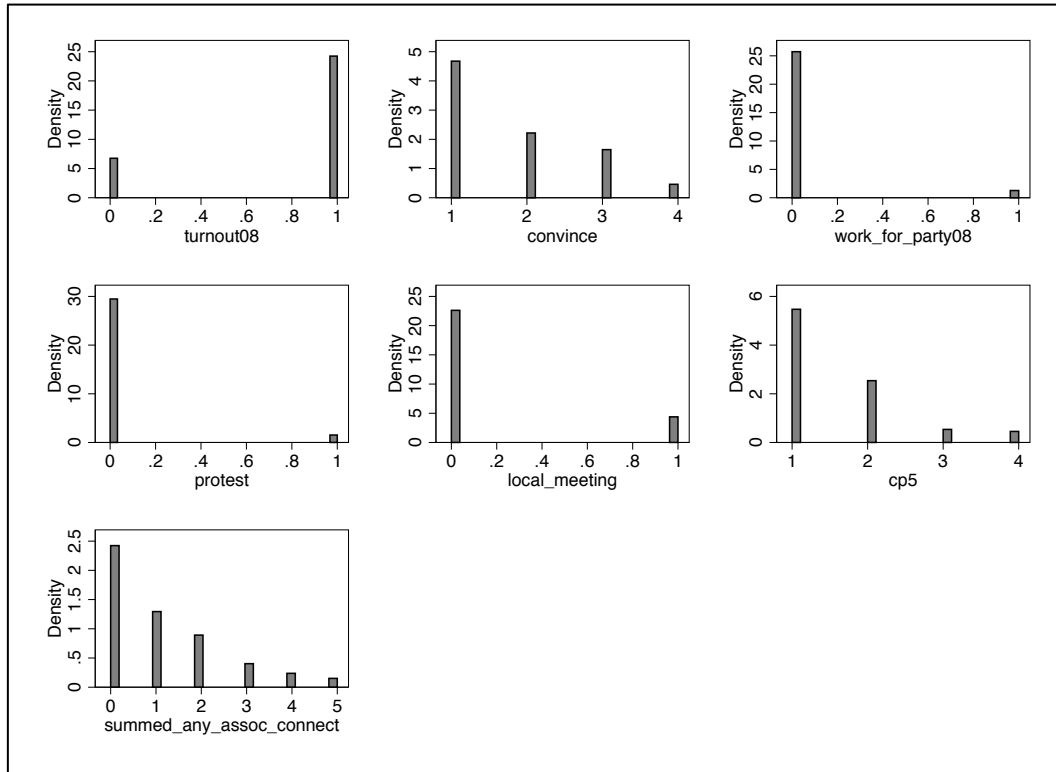 Density
25
20
15
10
5
0
0 .2 .4 .6 .8 1
turnout08
Density
5
4
3
2
1
0
1 2 3 4
convince
Density
25
20
15
10
5
0
0 .2 .4 .6 .8 1
work_for_party08
Density
30
20
10
0
0 .2 .4 .6 .8 1
protest
Density
25
20
15
10
5
0
0 .2 .4 .6 .8 1
local_meeting
Density
6
4
2
0
1 2 3 4
cp5
Density
2.5
2
1.5
1
.5
0
0 1 2 3 4 5
summed_any_assoc_connect